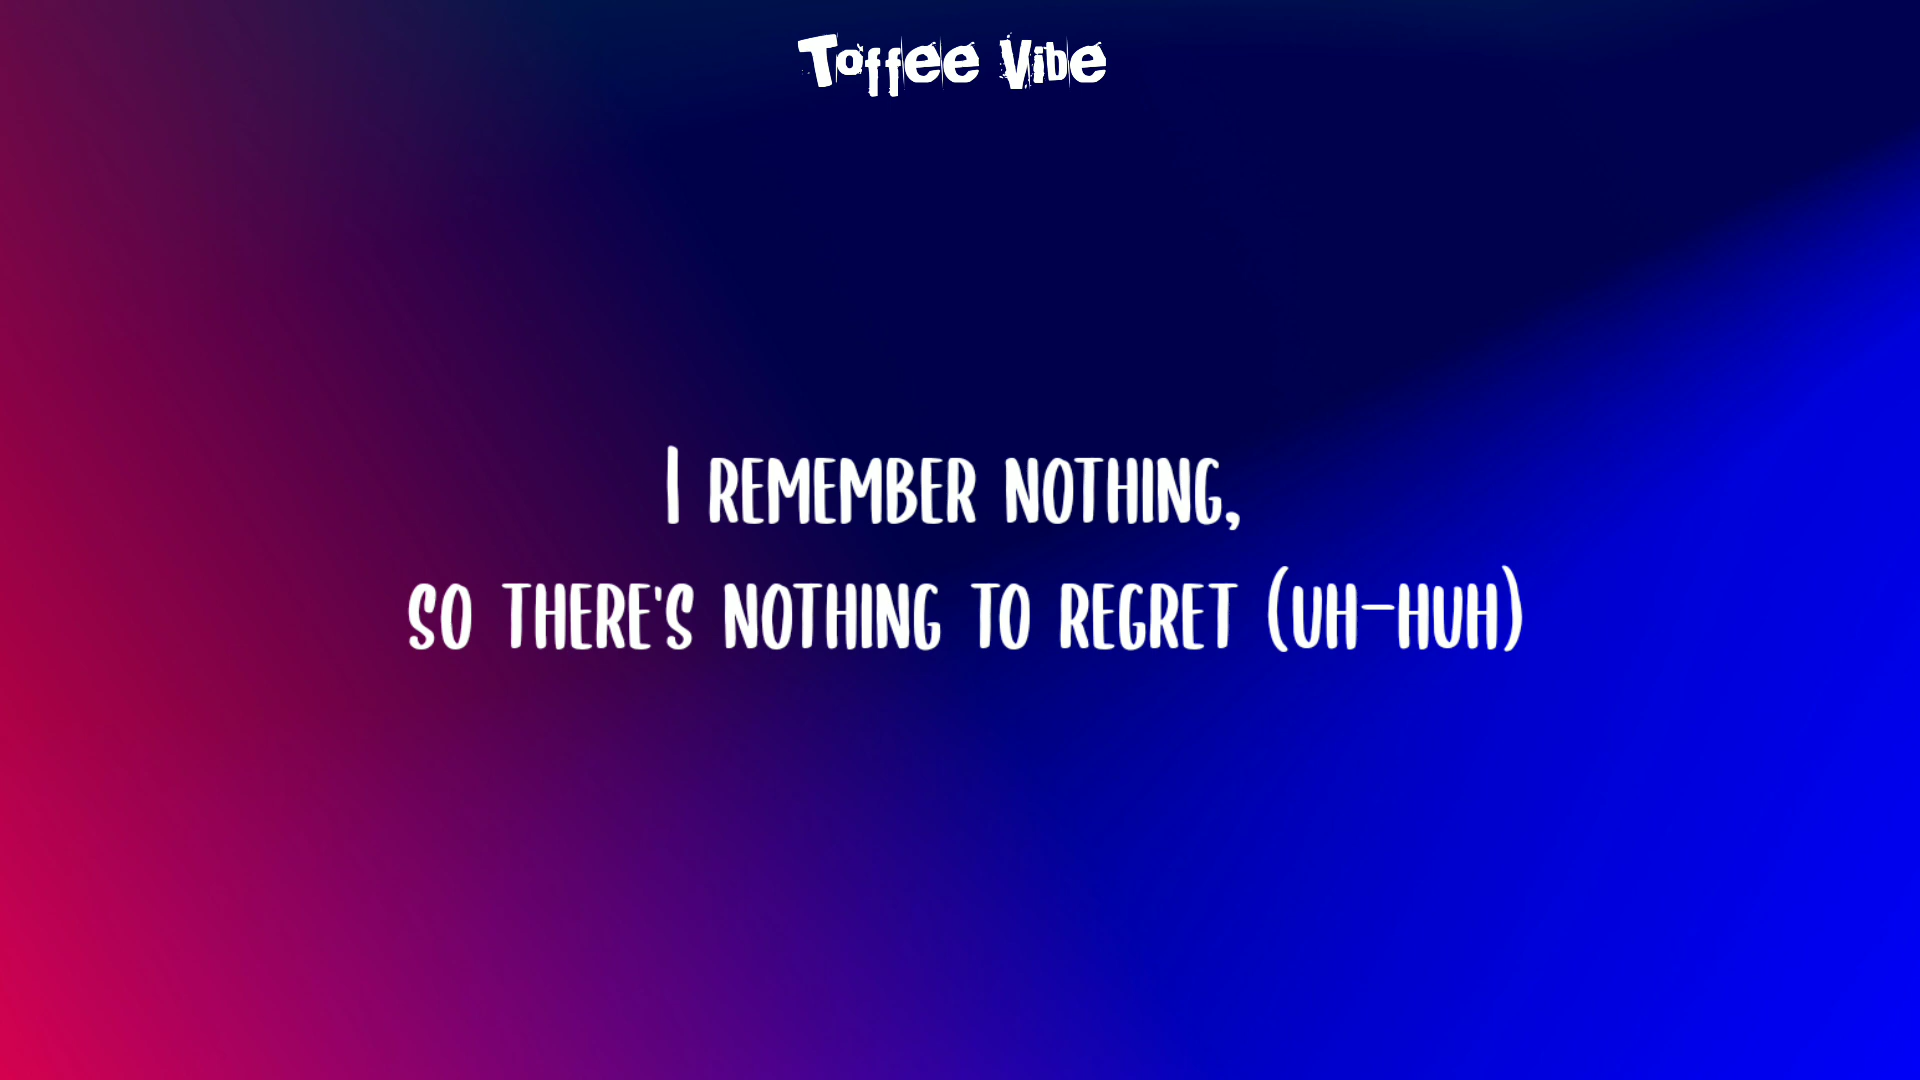 Toffee Vibe
I remember nothing,
so there's nothing to regret (uh-huh)